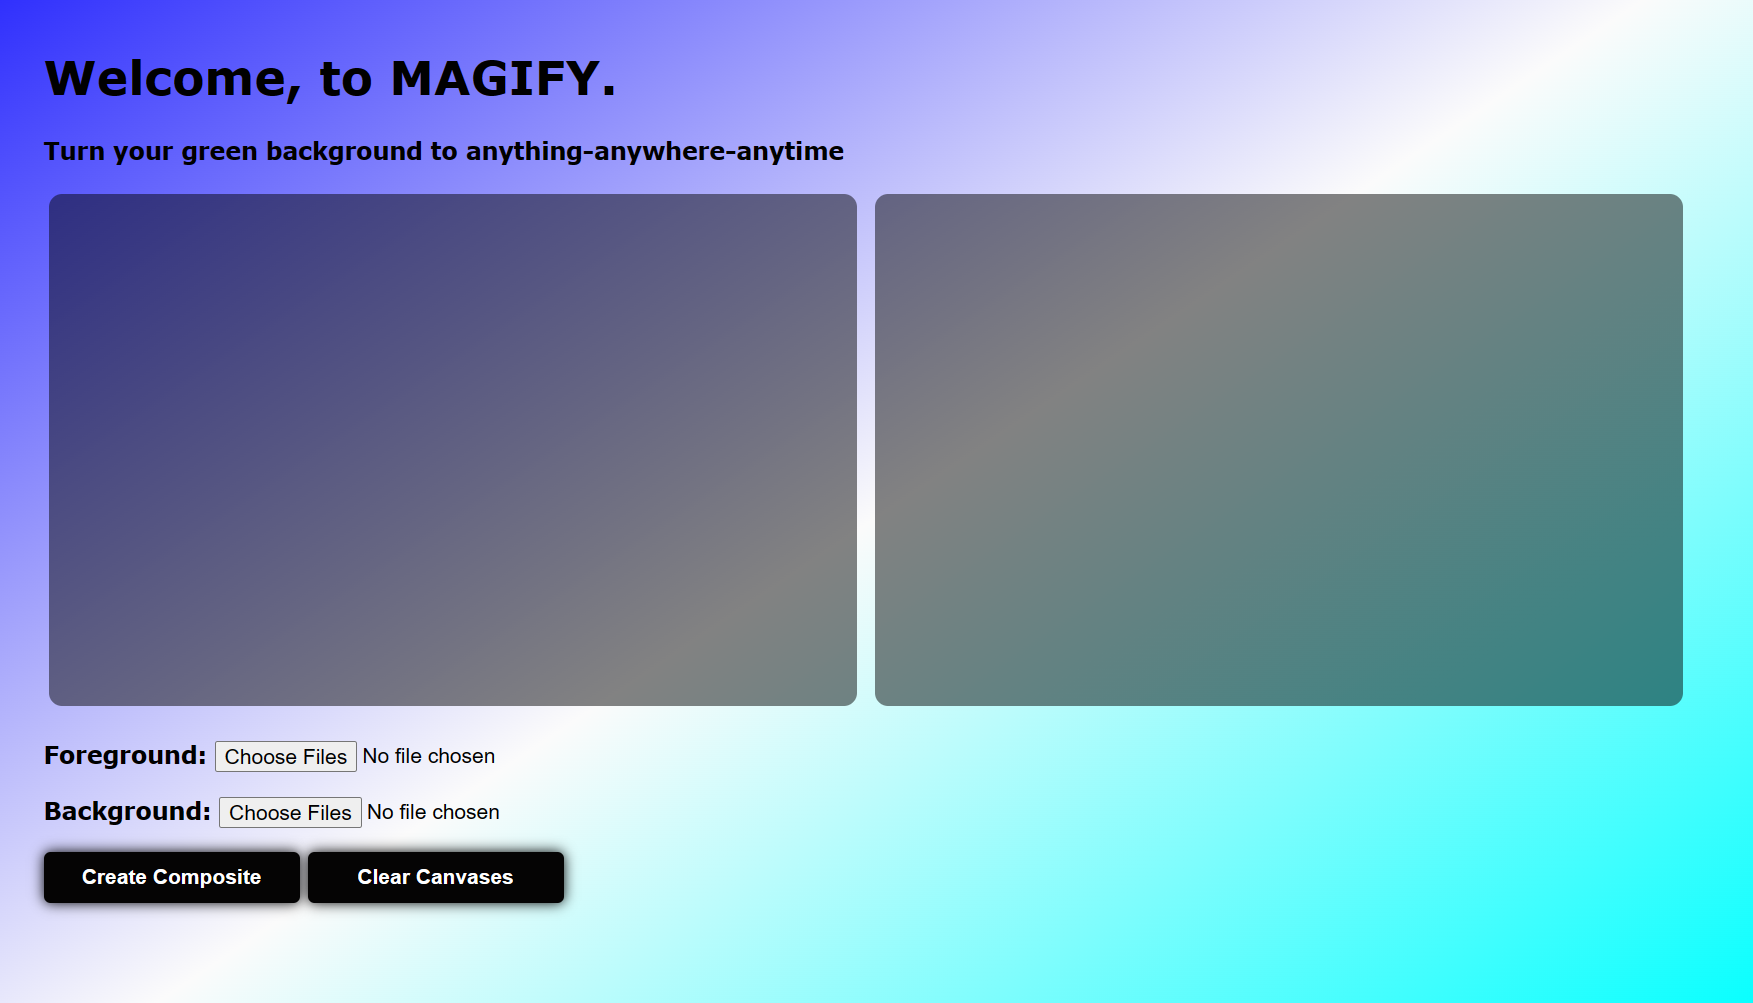 Welcome, to MAGIFY.
Turn your green background to anything-anywhere-anytime
Foreground: Choose Files No file chosen
Background: Choose Files No file chosen
Create Composite Clear Canvases